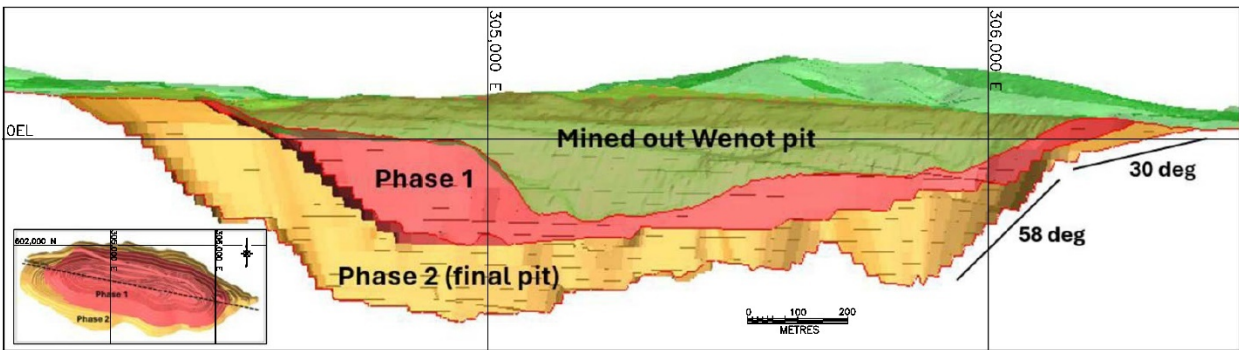 305,000 E
306,000 E
0EL
Mined out Wenot pit
Phase 1
30 deg
58 deg
Phase 2 (final pit)
100 0 100 200
METRES
602,000 N
305,000 E
306,000 E
Phase 1
Phase 2